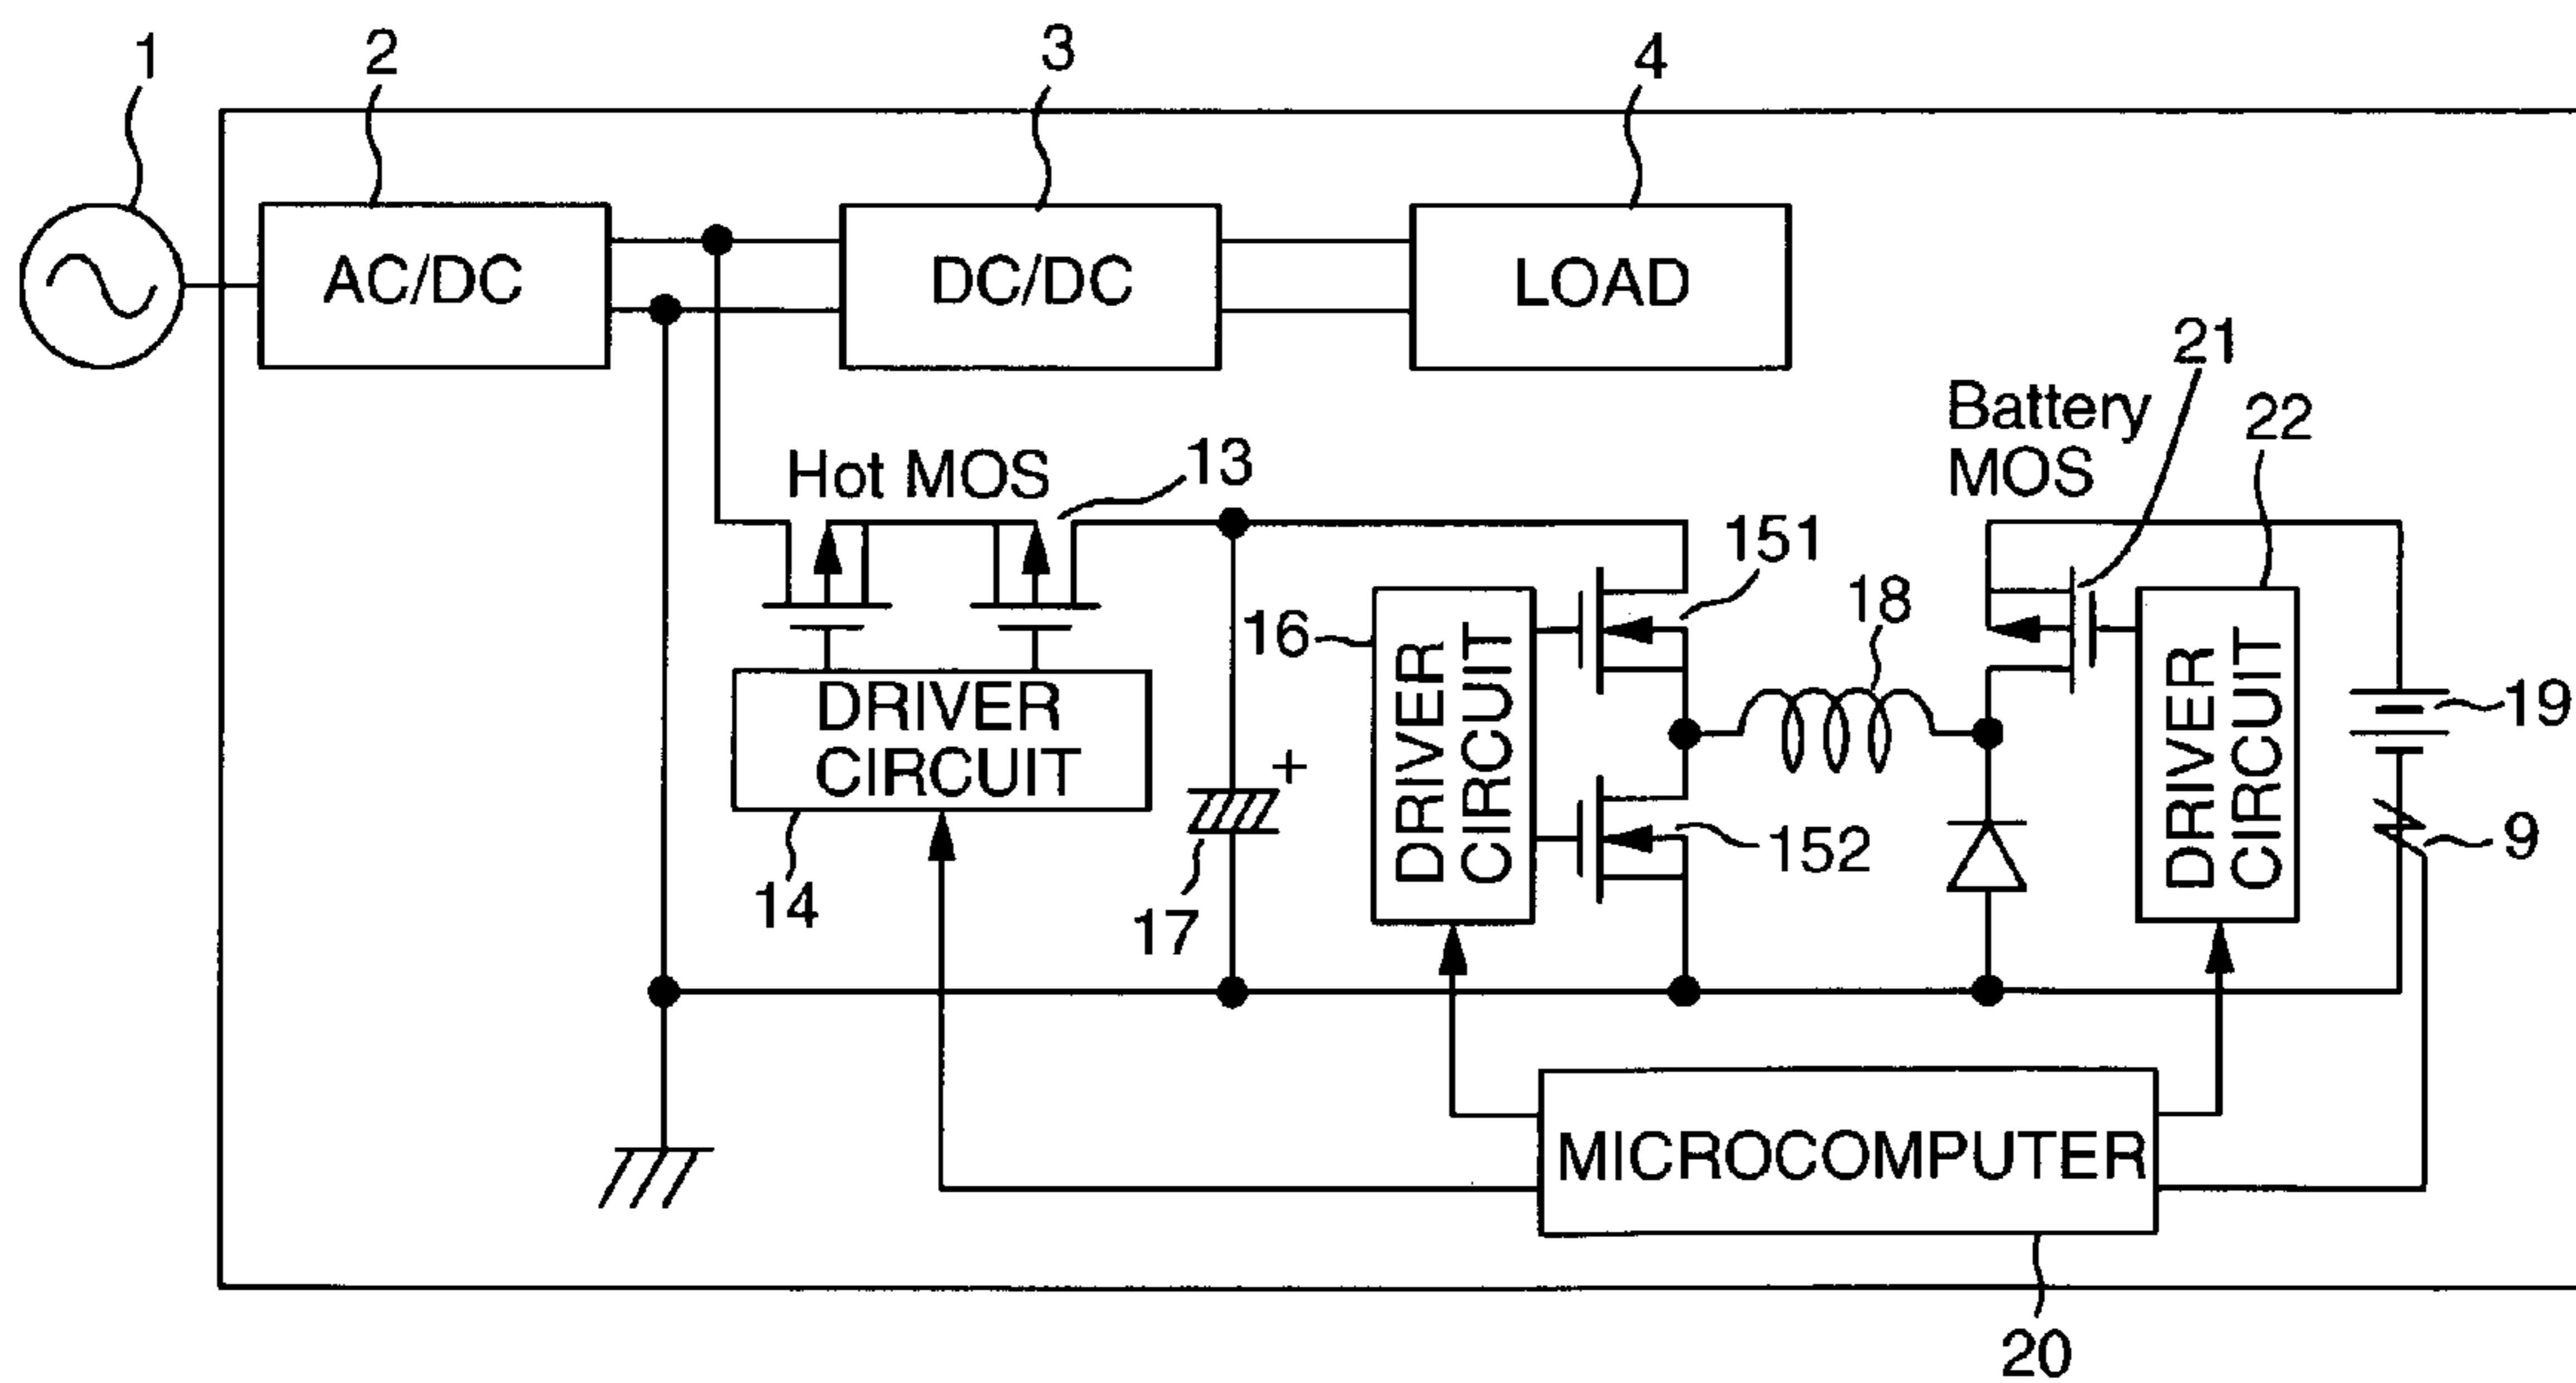 1
2
3
4
AC/DC
DC/DC
LOAD
21
Battery
MOS
22
Hot MOS
13
151
18
16
DRIVER
CIRCUIT
DRIVER
CIRCUIT
DRIVER
CIRCUIT
19
+
152
9
14
17
MICROCOMPUTER
20